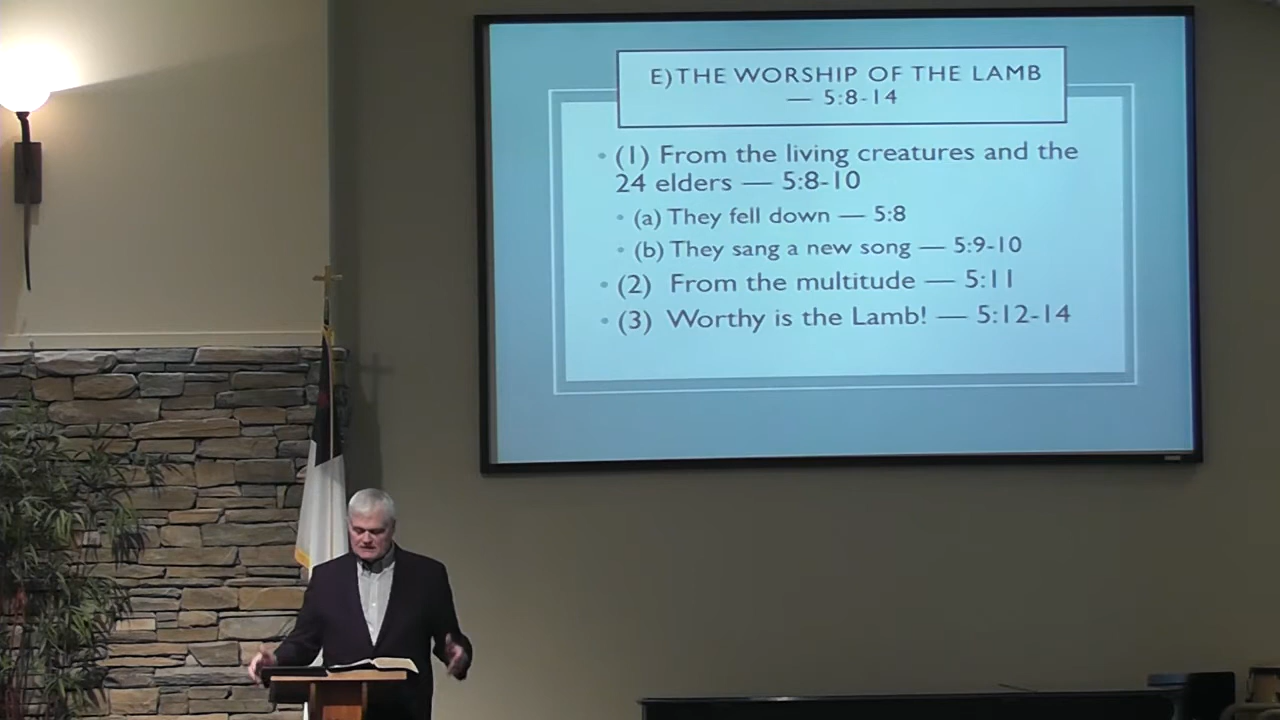 E) THE WORSHIP OF THE LAMB
— 5:8-14
• (1) From the living creatures and the
24 elders — 5:8-10
• (a) They fell down — 5:8
• (b) They sang a new song — 5:9-10
• (2) From the multitude — 5:11
• (3) Worthy is the Lamb! — 5:12-14